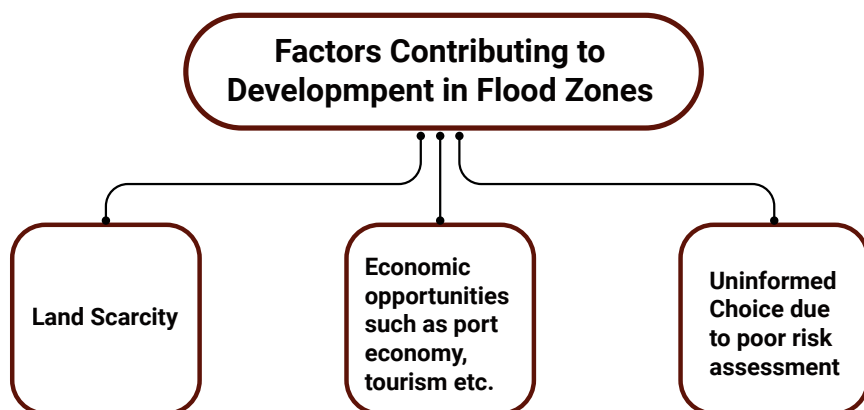 Factors Contributing to
Developmpent in Flood Zones
Land Scarcity
Economic
opportunities
such as port
economy,
tourism etc.
Uninformed
Choice due
to poor risk
assessment